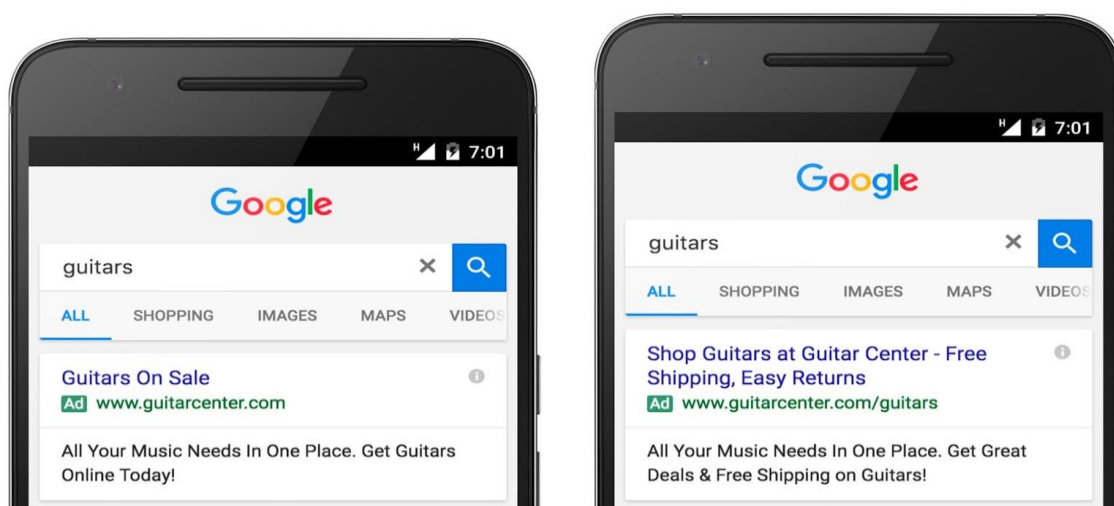 H 7:01
Google
guitars
ALL SHOPPING IMAGES MAPS VIDEOS
Guitars On Sale
Ad www.guitarcenter.com
All Your Music Needs In One Place. Get Guitars
Online Today!
H 7:01
Google
guitars
ALL SHOPPING IMAGES MAPS VIDEOS
Shop Guitars at Guitar Center - Free
Shipping, Easy Returns
Ad www.guitarcenter.com/guitars
All Your Music Needs In One Place. Get Great
Deals & Free Shipping on Guitars!